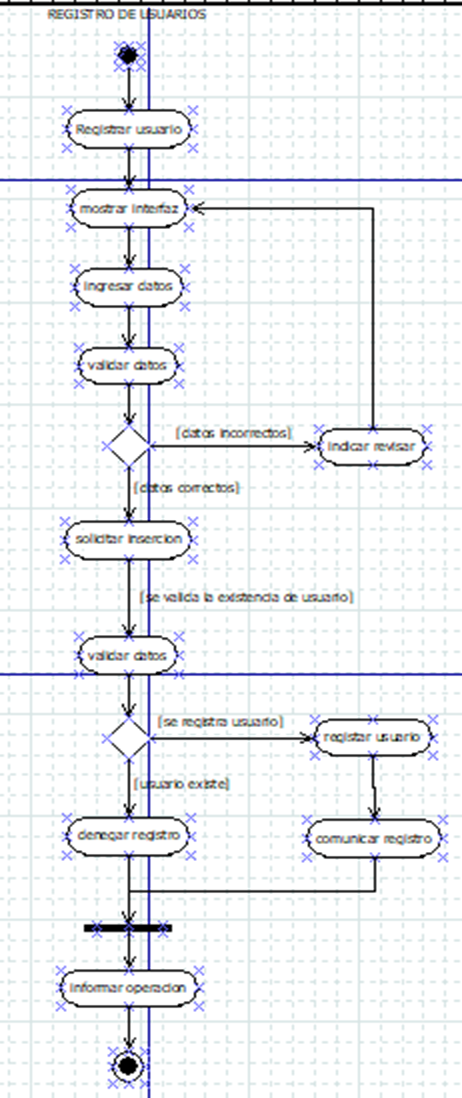 REGISTRO DE USUARIOS
Registrar usuario
mostrar interfaz
ingresar datos
validar datos
[datos incorrectos]
indicar revisar
[datos correctos]
solicitar insercion
[se valida la existencia de usuario]
validar datos
[se registra usuario]
registar usuario
[usuario existe]
denegar registro
comunicar registro
informar operacion